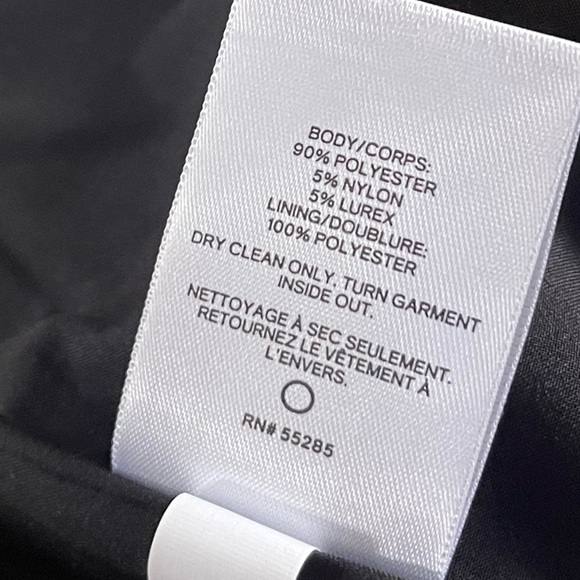 BODY/CORPS:
90% POLYESTER
5% NYLON
5% LUREX
LINING/DOUBLURE:
100% POLYESTER
DRY CLEAN ONLY. TURN GARMENT
INSIDE OUT.
NETTOYAGE À SEC SEULEMENT.
RETOURNEZ LE VÊTEMENT À
L'ENVERS.
RN# 55285